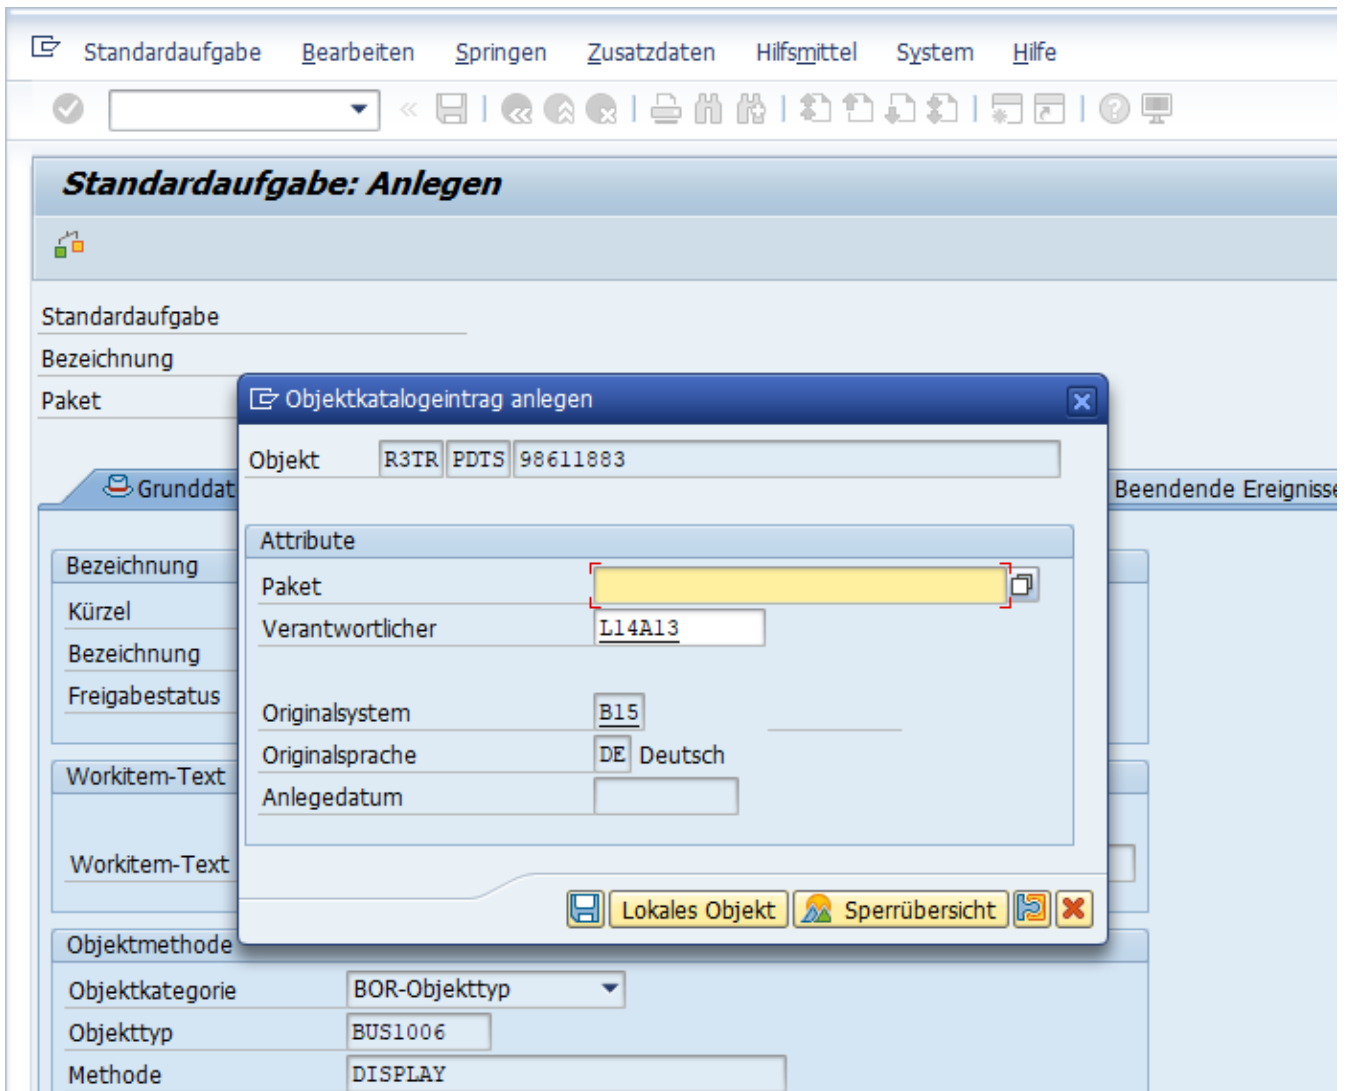 Standardaufgabe Bearbeiten Springen Zusatzdaten Hilfsmittel System Hilfe
Standardaufgabe: Anlegen
Standardaufgabe
Bezeichnung
Paket
Objektkatalogeintrag anlegen
Objekt R3TR PDTS 98611883
Grunddat
Beendende Ereignisse
Attribute
Bezeichnung
Paket
Kürzel
Verantwortlicher L14A13
Bezeichnung
Freigabestatus
Originalsystem B15
Originalsprache DE Deutsch
Workitem-Text
Anlegedatum
Workitem-Text
Lokales Objekt Sperrübersicht
Objektmethode
Objektkategorie BOR-Objekttyp
Objekttyp BUS1006
Methode DISPLAY